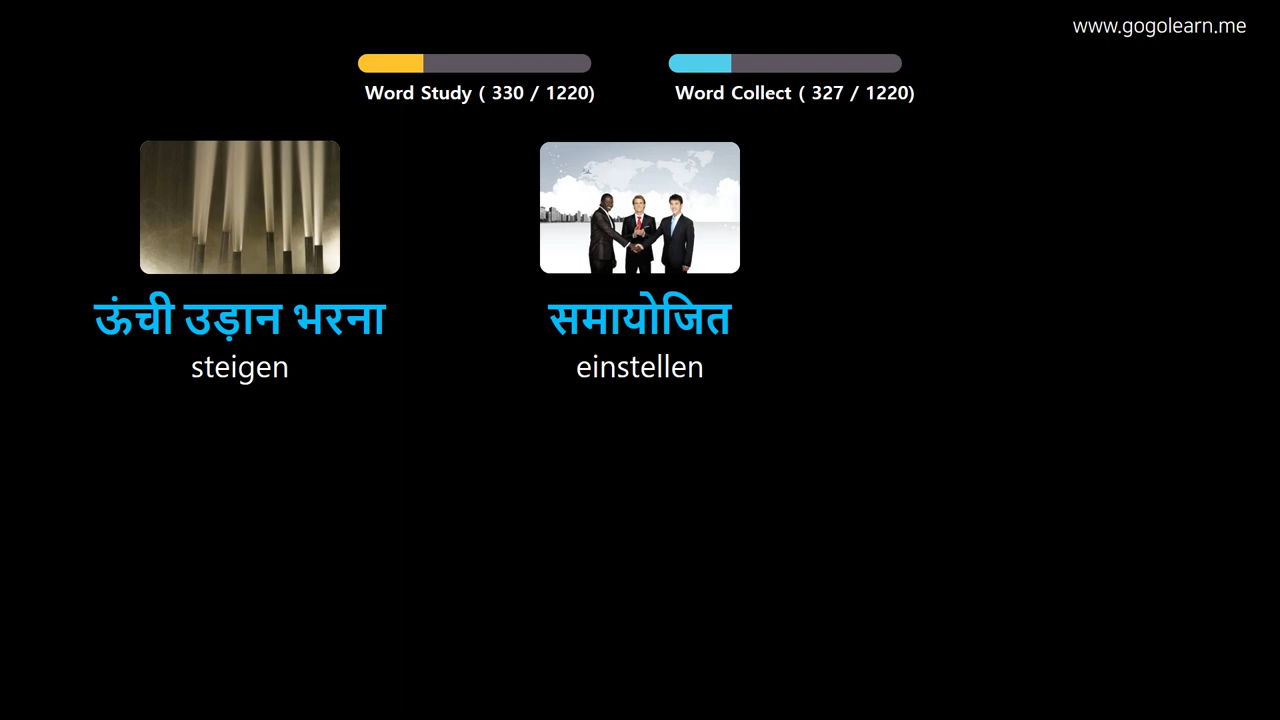 www.gogolearn.me
Word Study ( 330 / 1220)
Word Collect ( 327 / 1220)
ऊंची उड़ान भरना
steigen
समायोजित
einstellen